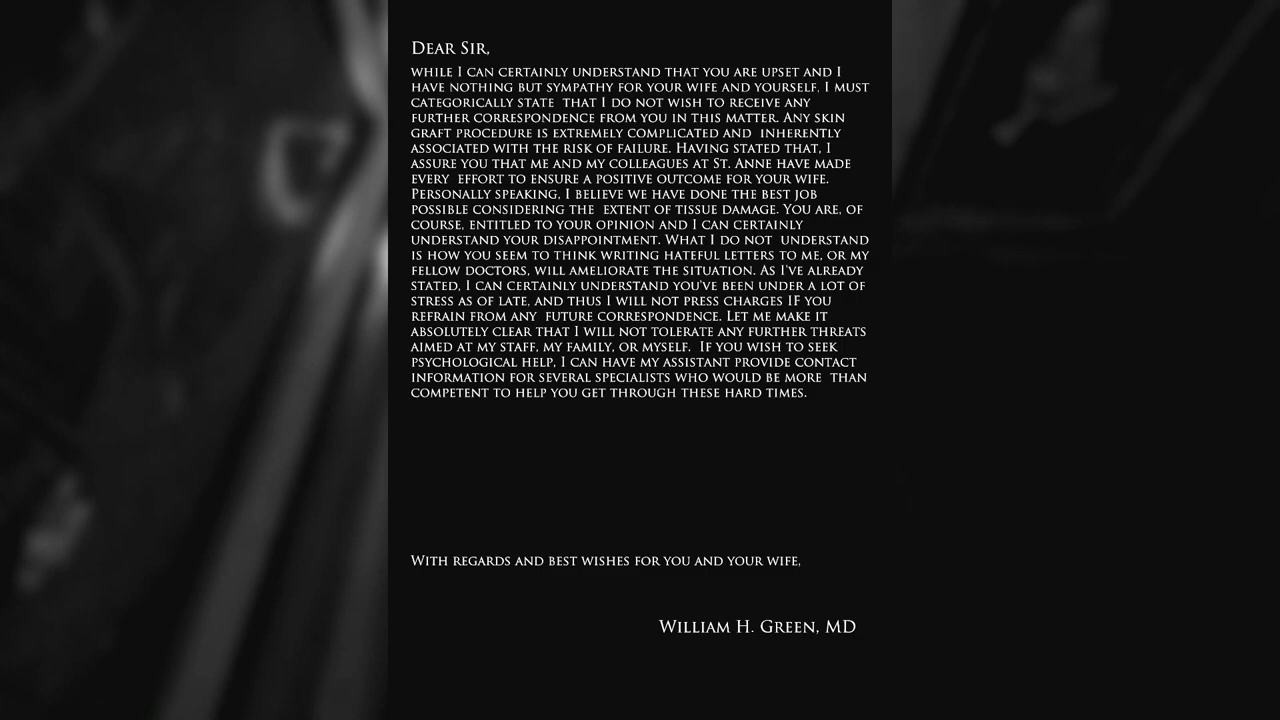 Dear Sir,
while I can certainly understand that you are upset and I
have nothing but sympathy for your wife and yourself, I must
categorically state  that I do not wish to receive any
further correspondence from you in this matter. Any skin
graft procedure is extremely complicated and  inherently
associated with the risk of failure. Having stated that, I
assure you that me and my colleagues at St. Anne have made
every  effort to ensure a positive outcome for your wife.
Personally speaking, I believe we have done the best job
possible considering the  extent of tissue damage. You are, of
course, entitled to your opinion and I can certainly
understand your disappointment. What I do not  understand
is how you seem to think writing hateful letters to me, or my
fellow doctors, will ameliorate the situation. As I've already
stated, I can certainly understand you've been under a lot of
stress as of late, and thus I will not press charges IF you
refrain from any  future correspondence. Let me make it
absolutely clear that I will not tolerate any further threats
aimed at my staff, my family, or myself.  If you wish to seek
psychological help, I can have my assistant provide contact
information for several specialists who would be more  than
competent to help you get through these hard times.
With regards and best wishes for you and your wife,
William H. Green, MD